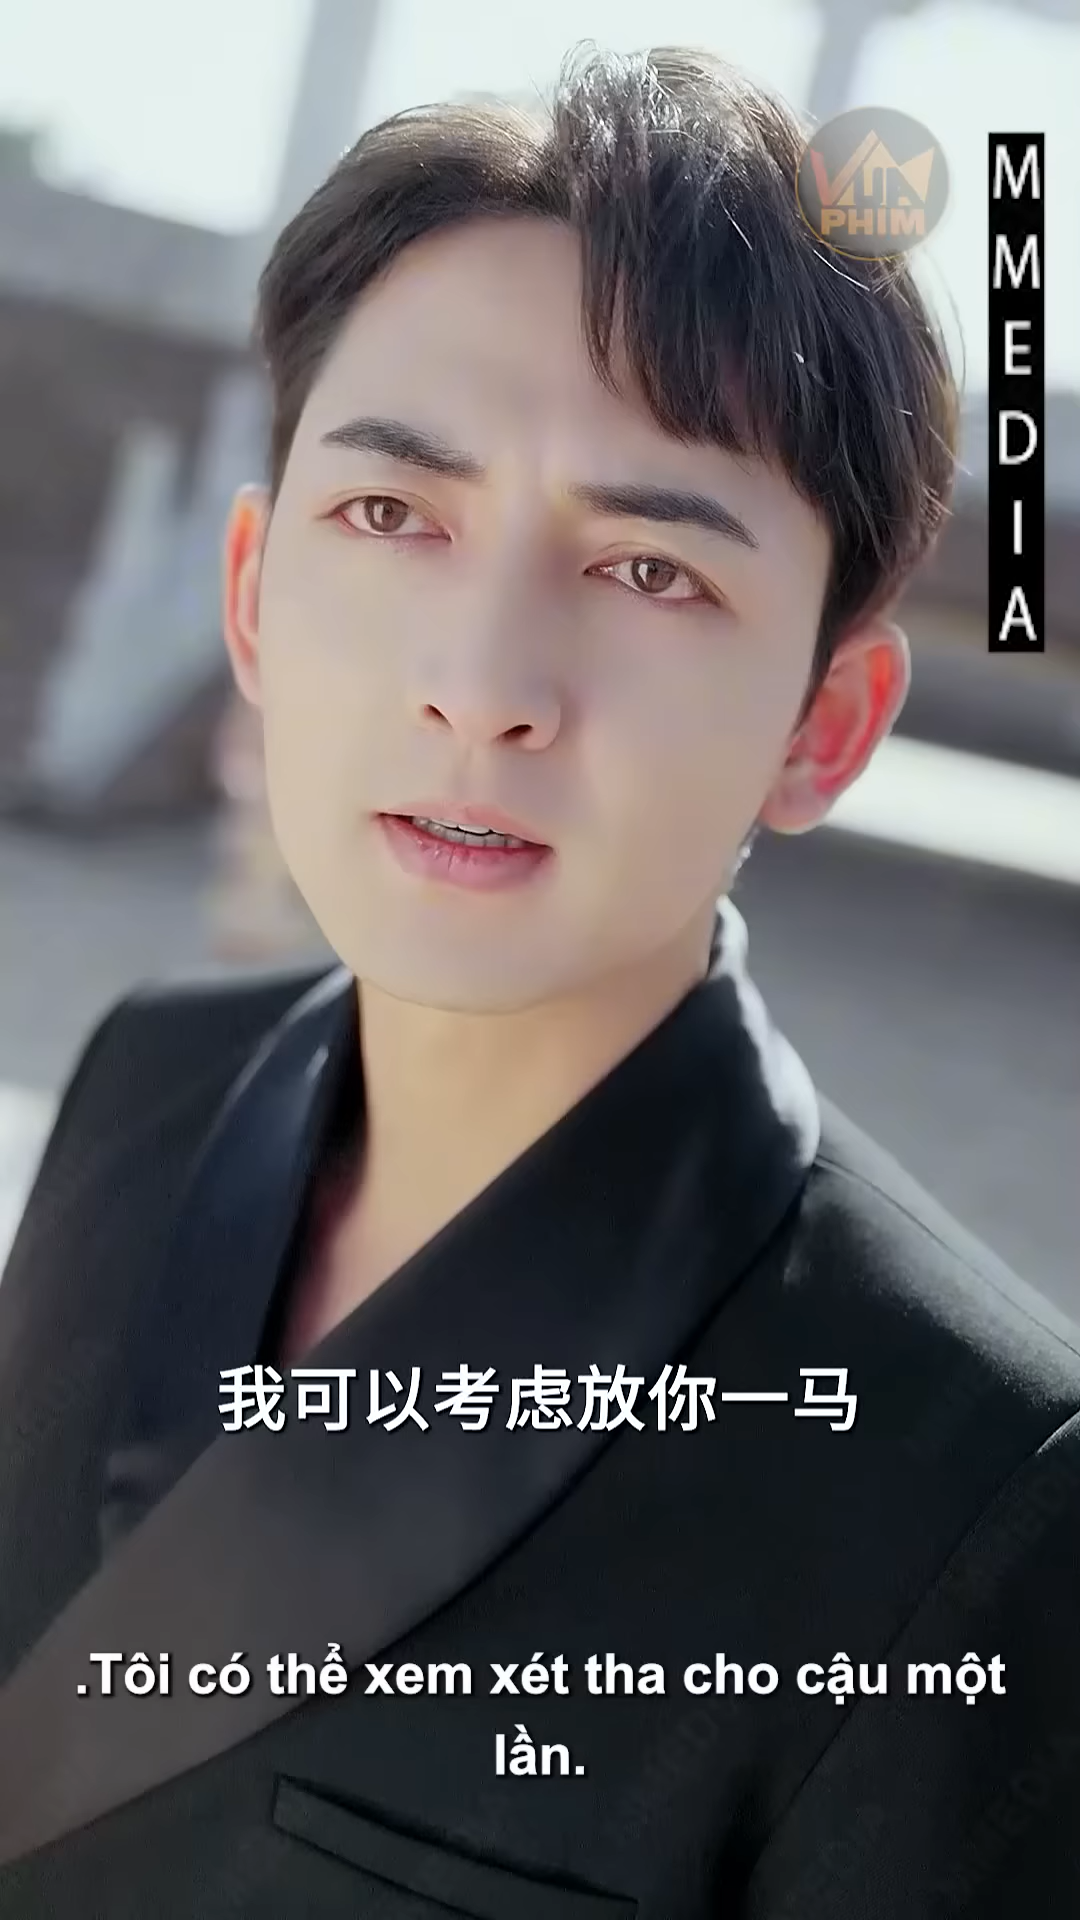 VUA
PHIM
MMEDIA
我可以考虑放你一马
.Tôi có thể xem xét tha cho cậu một
lần.